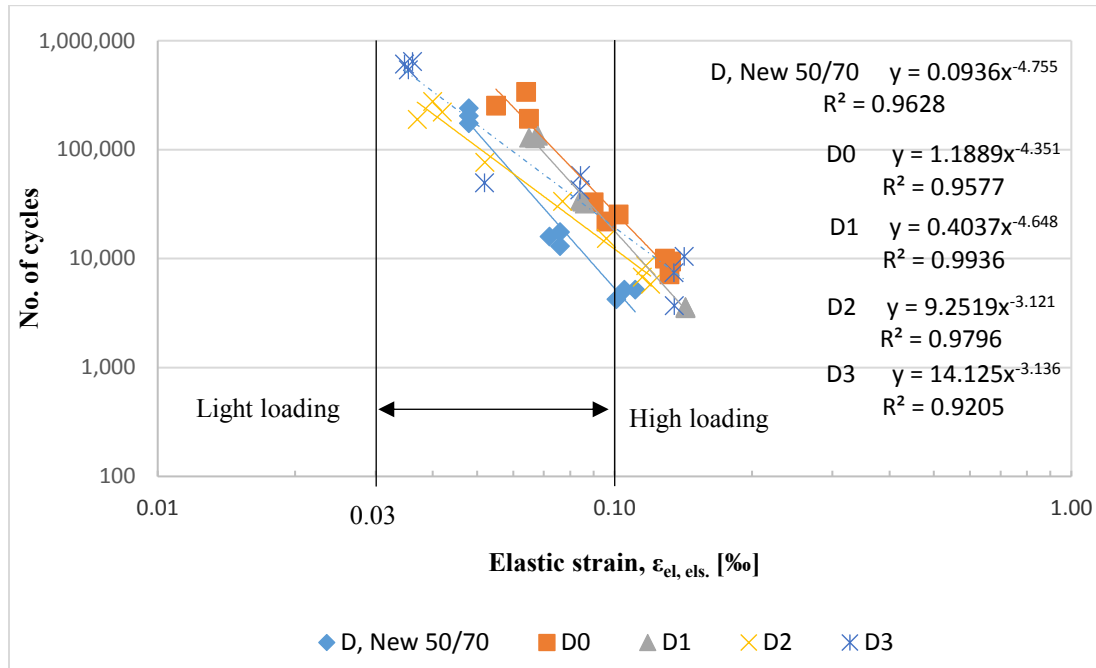 1,000,000
100,000
10,000
1,000
100
No. of cycles
D, New 50/70 y = 0.0936x^-4.755
R² = 0.9628
D0 y = 1.1889x^-4.351
R² = 0.9577
D1 y = 0.4037x^-4.648
R² = 0.9936
D2 y = 9.2519x^-3.121
R² = 0.9796
D3 y = 14.125x^-3.136
R² = 0.9205
Light loading
High loading
0.01
0.03
0.10
1.00
Elastic strain, εel, els. [‰]
D, New 50/70 D0 D1 D2 D3